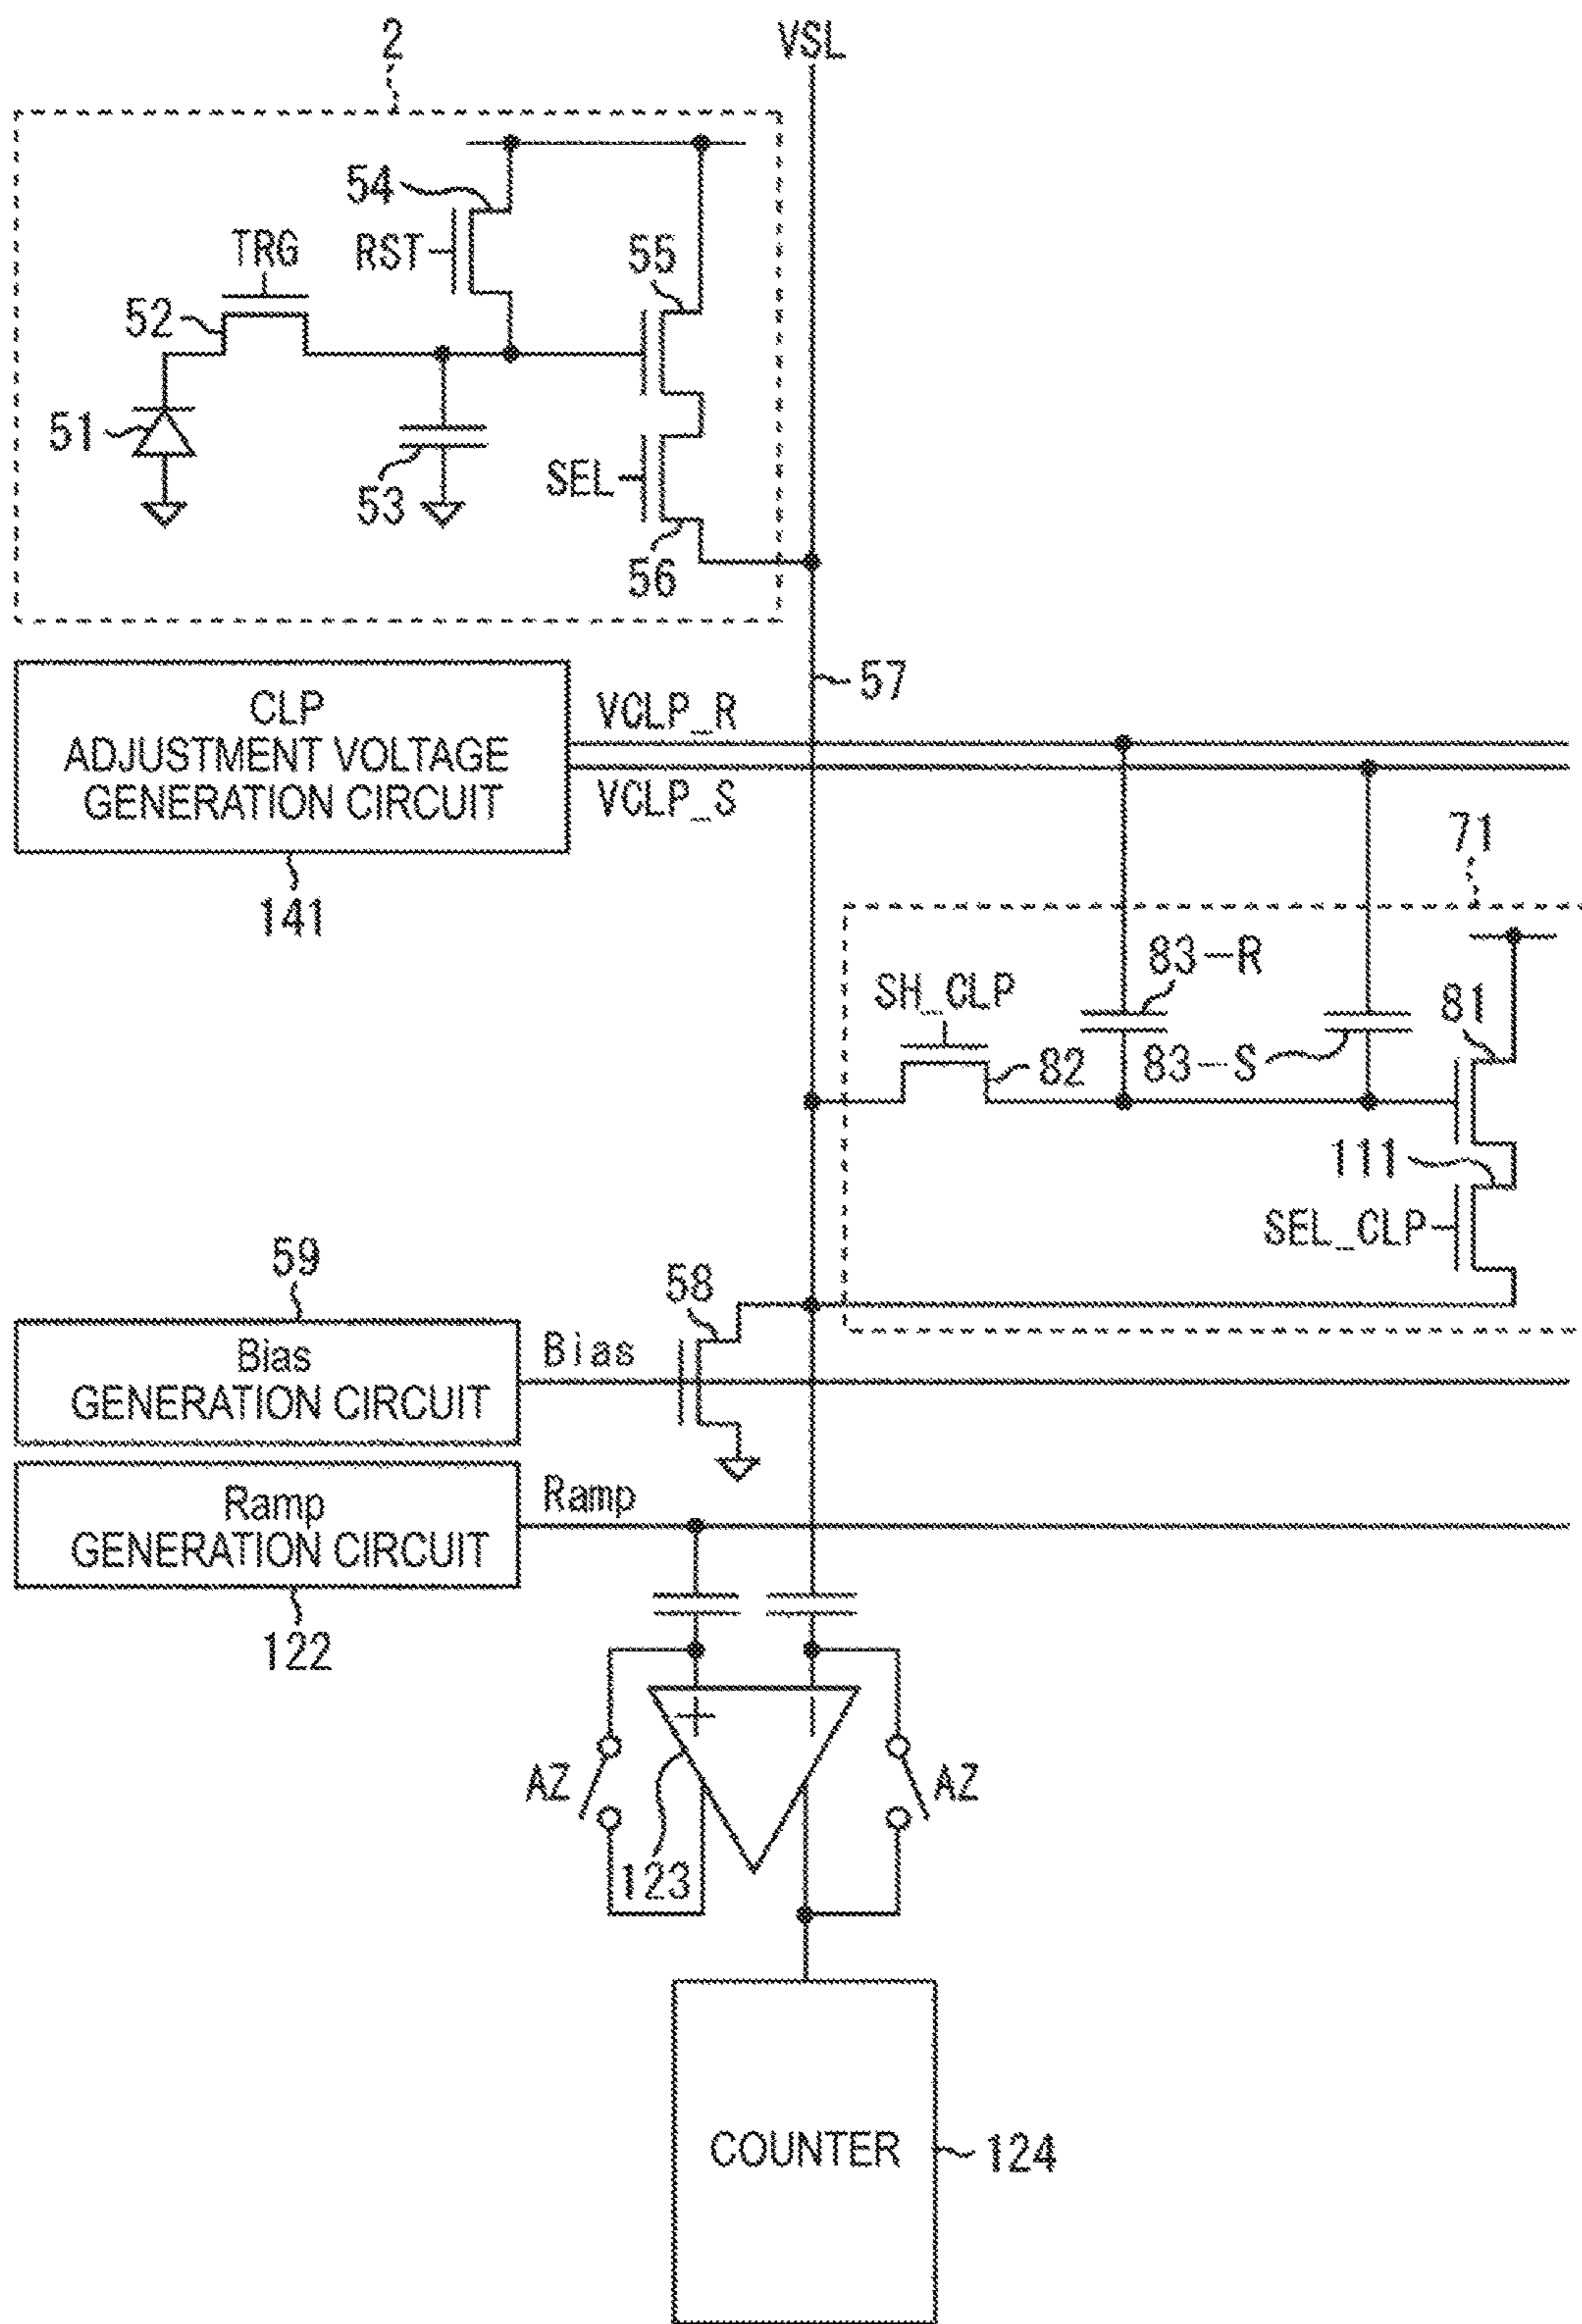 2
VSL
54
RST
TRG
55
52
51
53
SEL
56
57
CLP
ADJUSTMENT VOLTAGE
GENERATION CIRCUIT
VCLP_R
VCLP_S
141
71
83-R
SH_CLP
81
82
83-S
111
SEL_CLP
59
58
Bias
GENERATION CIRCUIT
Bias
Ramp
GENERATION CIRCUIT
Ramp
122
+
−
AZ
AZ
123
COUNTER
124